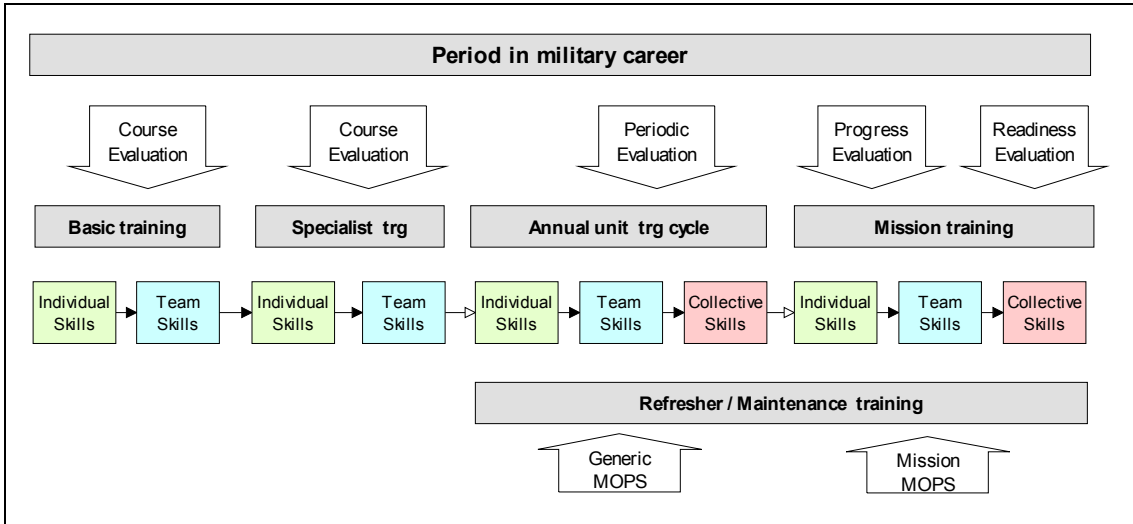 Period in military career
Course
Evaluation
Course
Evaluation
Periodic
Evaluation
Progress
Evaluation
Readiness
Evaluation
Basic training
Specialist trg
Annual unit trg cycle
Mission training
Individual
Skills
Team
Skills
Individual
Skills
Team
Skills
Individual
Skills
Team
Skills
Collective
Skills
Individual
Skills
Team
Skills
Collective
Skills
Refresher / Maintenance training
Generic
MOPS
Mission
MOPS